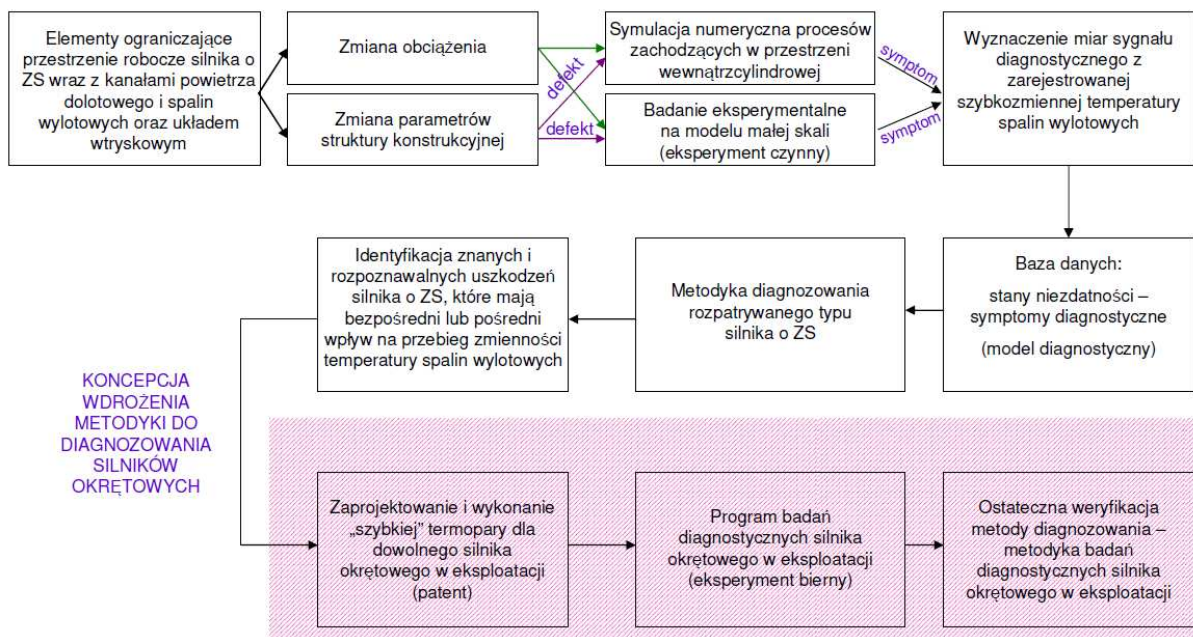 Elementy ograniczające
przestrzenie robocze silnika o
ZS wraz z kanałami powietrza
dolotowego i spalin
wylotowych oraz układem
wtryskowym
Zmiana obciążenia
Zmiana parametrów
struktury konstrukcyjnej
defekt
defekt
Symulacja numeryczna procesów
zachodzących w przestrzeni
wewnątrzcylindrowej
Badanie eksperymentalne
na modelu małej skali
(eksperyment czynny)
symptom
symptom
Wyznaczenie miar sygnału
diagnostycznego z
zarejestrowanej
szybkozmiennej temperatury
spalin wylotowych
Baza danych:
stany niezdatności –
symptomy diagnostyczne
(model diagnostyczny)
Metodyka diagnozowania
rozpatrywanego typu
silnika o ZS
Identyfikacja znanych i
rozpoznawalnych uszkodzeń
silnika o ZS, które mają
bezpośredni lub pośredni
wpływ na przebieg zmienności
temperatury spalin wylotowych
KONCEPCJA
WDROŻENIA
METODYKI DO
DIAGNOZOWANIA
SILNIKÓW
OKRĘTOWYCH
Zaprojektowanie i wykonanie
„szybkiej” termopary dla
dowolnego silnika
okrętowego w eksploatacji
(patent)
Program badań
diagnostycznych silnika
okrętowego w eksploatacji
(eksperyment bierny)
Ostateczna weryfikacja
metody diagnozowania –
metodyka badań
diagnostycznych silnika
okrętowego w eksploatacji